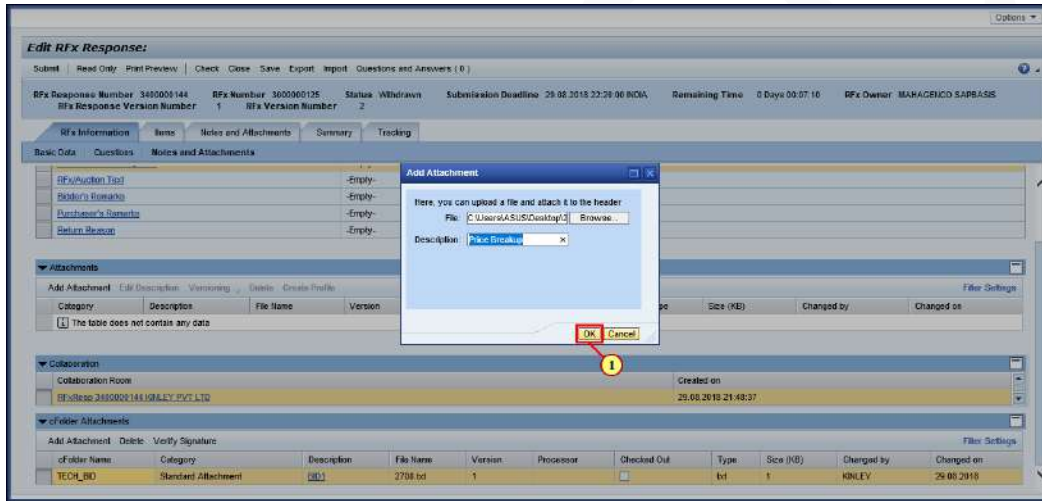 Options
Edit RFx Response:
Submit | Read Only Print Preview | Check Close Save Export Import Questions and Answers ( 0 )
RFx Response Number 3400000144 RFx Number 3000000125 Status Withdrawn Submission Deadline 29.08.2018 22:20:00 INDIA Remaining Time 0 Days 00:07:10 RFx Owner MAHAGENCO SAPBASIS
RFx Response Version Number 1 RFx Version Number 2
RFx Information Items Notes and Attachments Summary Tracking
Basic Data Questions Notes and Attachments
RFx/Auction Text -Empty-
Bidder's Remarks -Empty-
Purchaser's Remarks -Empty-
Return Reason -Empty-
Add Attachment
Here, you can upload a file and attach it to the header
File: C:\Users\ASUS\Desktop\ Browse...
Description: Price Breakup
OK Cancel
1
Attachments
Add Attachment Edit Description Versioning Delete Create Profile Filter Settings
Category Description File Name Version Size (KB) Changed by Changed on
The table does not contain any data
Collaboration
Collaboration Room Created on
RFxResp 3400000144 KINLEY PVT LTD 29.08.2018 21:48:37
cFolder Attachments
Add Attachment Delete Verify Signature Filter Settings
cFolder Name Category Description File Name Version Processor Checked Out Type Size (KB) Changed by Changed on
TECH_BID Standard Attachment BID1 2708.txt 1 txt 1 KINLEY 29.08.2018